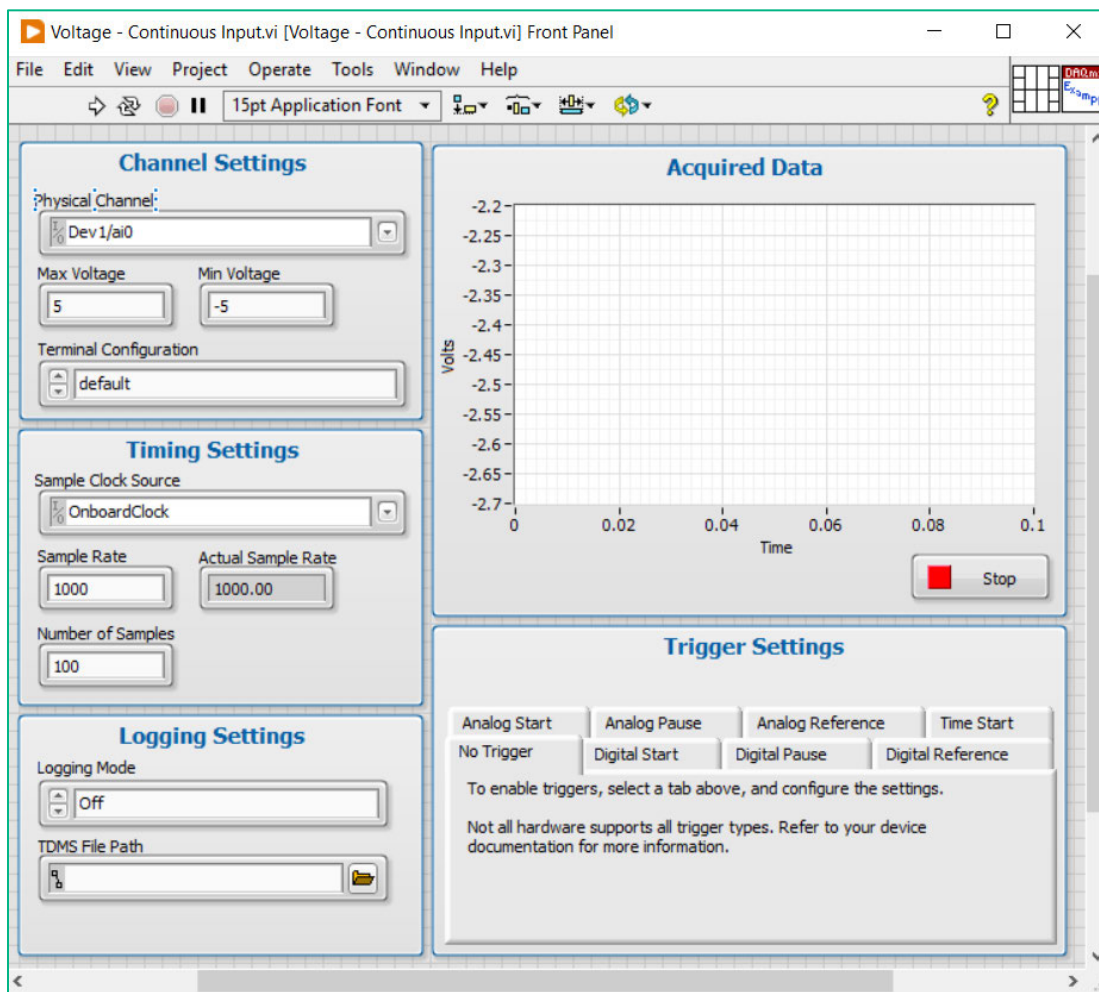 Voltage - Continuous Input.vi [Voltage - Continuous Input.vi] Front Panel
File Edit View Project Operate Tools Window Help
15pt Application Font
?
DAQm
Examp
Channel Settings
Physical Channel
I/O Dev1/ai0
Max Voltage Min Voltage
5 -5
Terminal Configuration
default
Timing Settings
Sample Clock Source
I/O OnboardClock
Sample Rate Actual Sample Rate
1000 1000.00
Number of Samples
100
Logging Settings
Logging Mode
Off
TDMS File Path
Acquired Data
Volts
-2.2
-2.25
-2.3
-2.35
-2.4
-2.45
-2.5
-2.55
-2.6
-2.65
-2.7
0 0.02 0.04 0.06 0.08 0.1
Time
Stop
Trigger Settings
Analog Start Analog Pause Analog Reference Time Start
No Trigger Digital Start Digital Pause Digital Reference
To enable triggers, select a tab above, and configure the settings.
Not all hardware supports all trigger types. Refer to your device
documentation for more information.